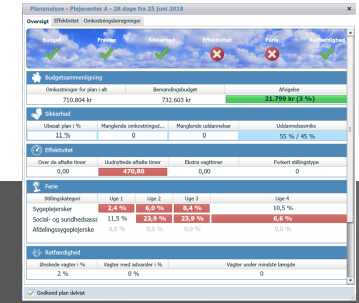 Plananalyse - Plejecenter A - 28 dage fra 25 juni 2018
Oversigt Effektivitet Omkostningsberegninger
Budget Fravær Sikkerhed Effektivitet Ferie Retfærdighed
Budgetsammenligning
Omkostninger for plan i alt Bemandingsbudget Afvigelse
710.804 kr 732.603 kr 21.799 kr (3 %)
Sikkerhed
Ubesat plan i % Manglende omkostningsd... Manglende uddannelser Uddannelsesmiks
11 % 0 0 55 % / 45 %
Effektivitet
Over de aftalte timer Uudnyttede aftalte timer Ekstra vagttimer Forkert stillingstype
0,00 470,80 0,00 0
Ferie
Stillingskategori Uge 1 Uge 2 Uge 3 Uge 4
Sygeplejersker 2,4 % 6,0 % 8,4 % 10,5 %
Social- og sundhedsassi 11,5 % 23,9 % 23,9 % 6,6 %
Afdelingssygeplejerske 0,0 % 0,0 % 0,0 % 0,0 %
Retfærdighed
Ønskede vagter i % Vagter med advarsler i % Vagter under mindste længde
2 % 0 % 0
Godkend plan delvist